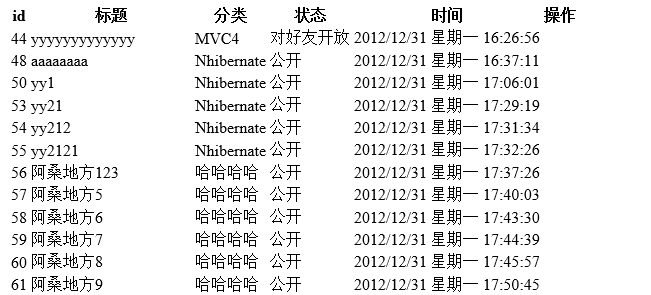 id 标题 分类 状态 时间 操作
44 yyyyyyyyyyyyy MVC4 对好友开放 2012/12/31 星期一 16:26:56
48 aaaaaaaa Nhibernate 公开 2012/12/31 星期一 16:37:11
50 yy1 Nhibernate 公开 2012/12/31 星期一 17:06:01
53 yy21 Nhibernate 公开 2012/12/31 星期一 17:29:19
54 yy212 Nhibernate 公开 2012/12/31 星期一 17:31:34
55 yy2121 Nhibernate 公开 2012/12/31 星期一 17:32:26
56 阿桑地方123 哈哈哈哈 公开 2012/12/31 星期一 17:37:26
57 阿桑地方5 哈哈哈哈 公开 2012/12/31 星期一 17:40:03
58 阿桑地方6 哈哈哈哈 公开 2012/12/31 星期一 17:43:30
59 阿桑地方7 哈哈哈哈 公开 2012/12/31 星期一 17:44:39
60 阿桑地方8 哈哈哈哈 公开 2012/12/31 星期一 17:45:57
61 阿桑地方9 哈哈哈哈 公开 2012/12/31 星期一 17:50:45